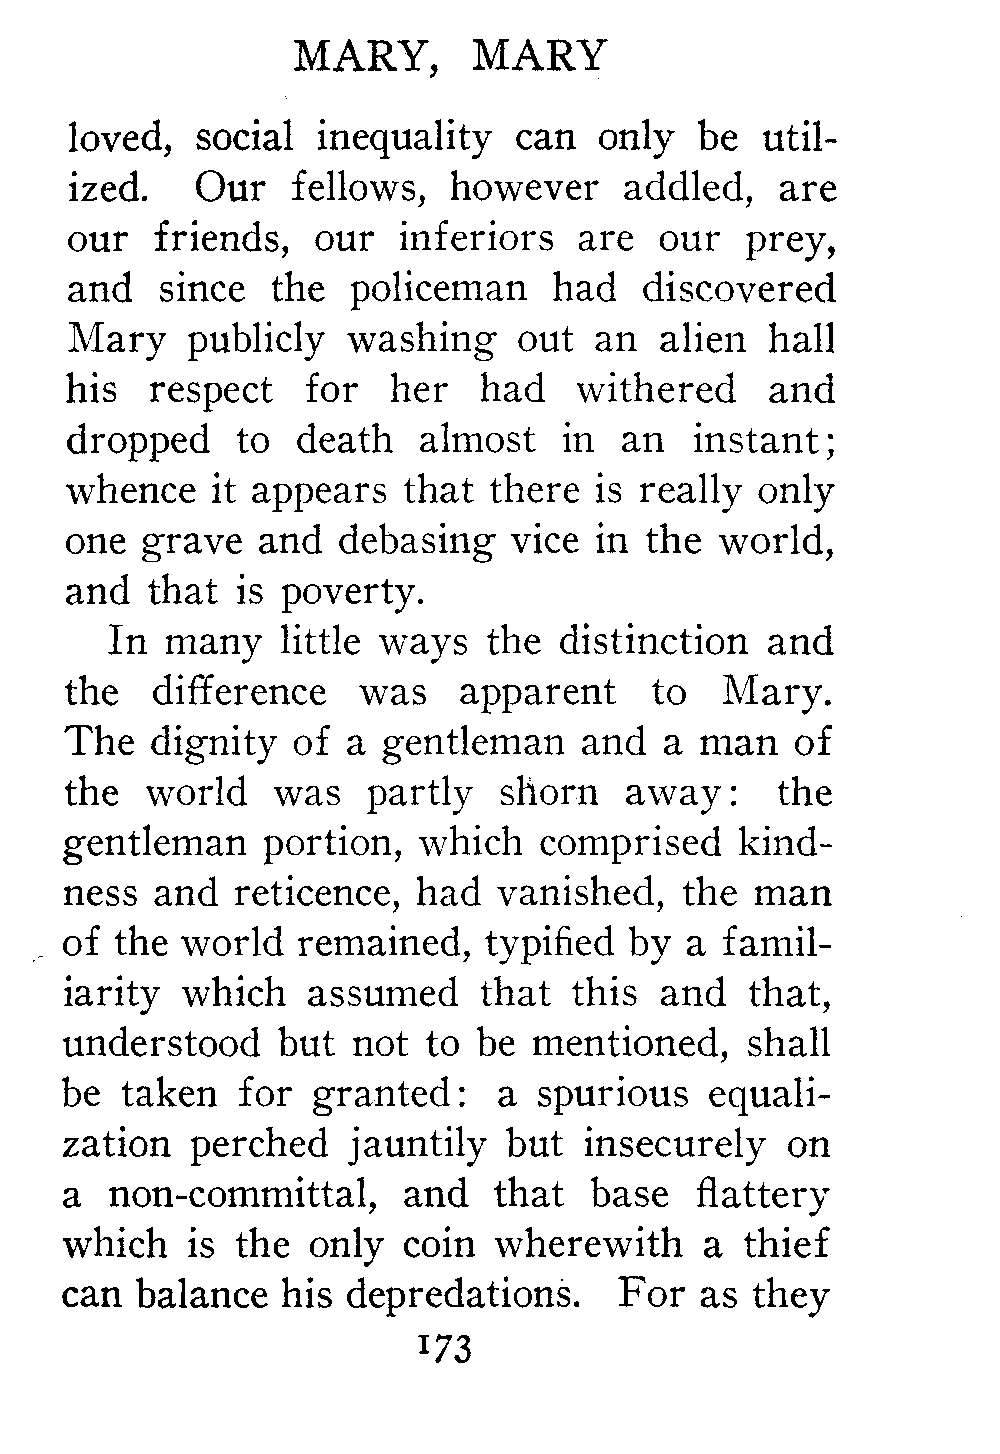 MARY, MARY
loved, social inequality can only be util-
ized. Our fellows, however addled, are
our friends, our inferiors are our prey,
and since the policeman had discovered
Mary publicly washing out an alien hall
his respect for her had withered and
dropped to death almost in an instant;
whence it appears that there is really only
one grave and debasing vice in the world,
and that is poverty.
In many little ways the distinction and
the difference was apparent to Mary.
The dignity of a gentleman and a man of
the world was partly shorn away: the
gentleman portion, which comprised kind-
ness and reticence, had vanished, the man
of the world remained, typified by a famil-
iarity which assumed that this and that,
understood but not to be mentioned, shall
be taken for granted: a spurious equali-
zation perched jauntily but insecurely on
a non-committal, and that base flattery
which is the only coin wherewith a thief
can balance his depredations. For as they
173